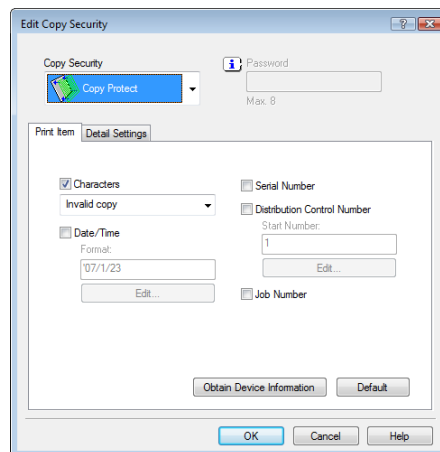 Edit Copy Security
Copy Security
Password
Copy Protect
Max. 8
Print Item
Detail Settings
Characters
Invalid copy
Date/Time
Format:
'07/1/23
Edit...
Serial Number
Distribution Control Number
Start Number:
1
Edit...
Job Number
Obtain Device Information
Default
OK
Cancel
Help